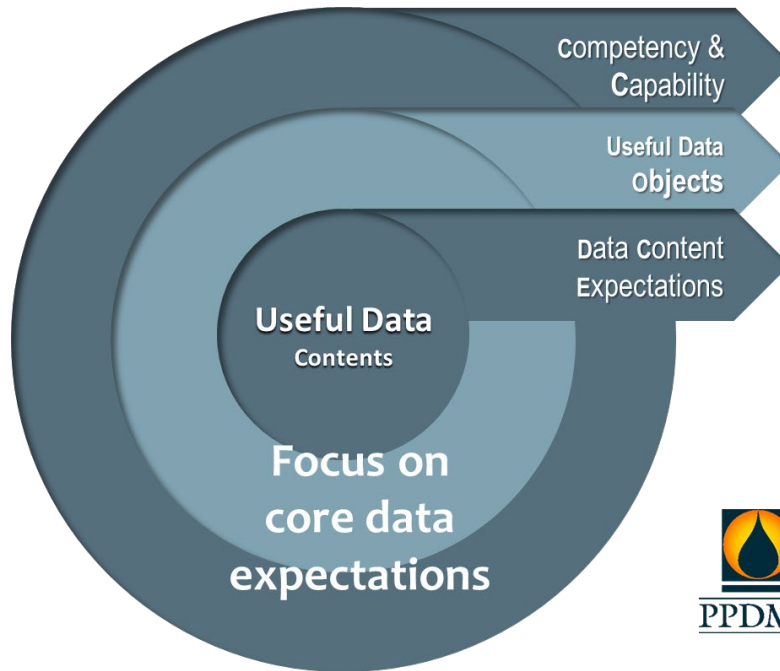 Competency &
Capability
Useful Data
Objects
Data Content
Expectations
Useful Data
Contents
Focus on
core data
expectations
PPDM